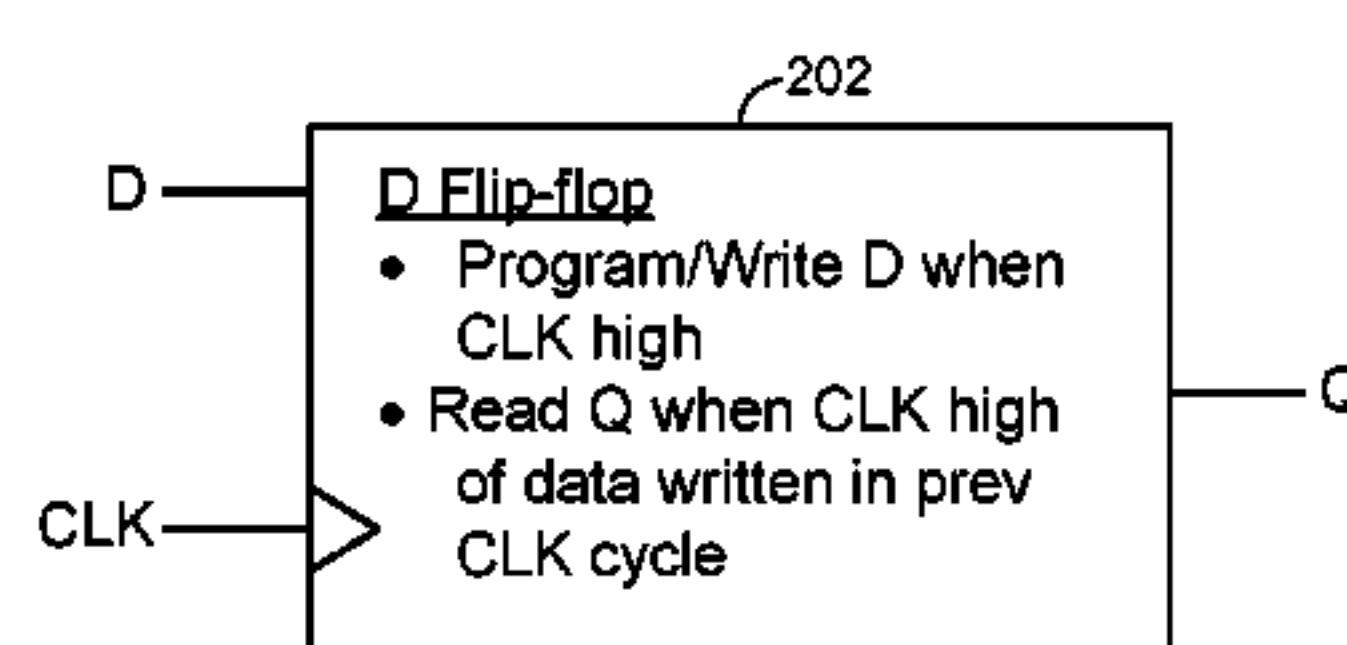 202
D
D Flip-flop
• Program/Write D when
CLK high
• Read Q when CLK high
Q
of data written in prev
CLK
CLK cycle